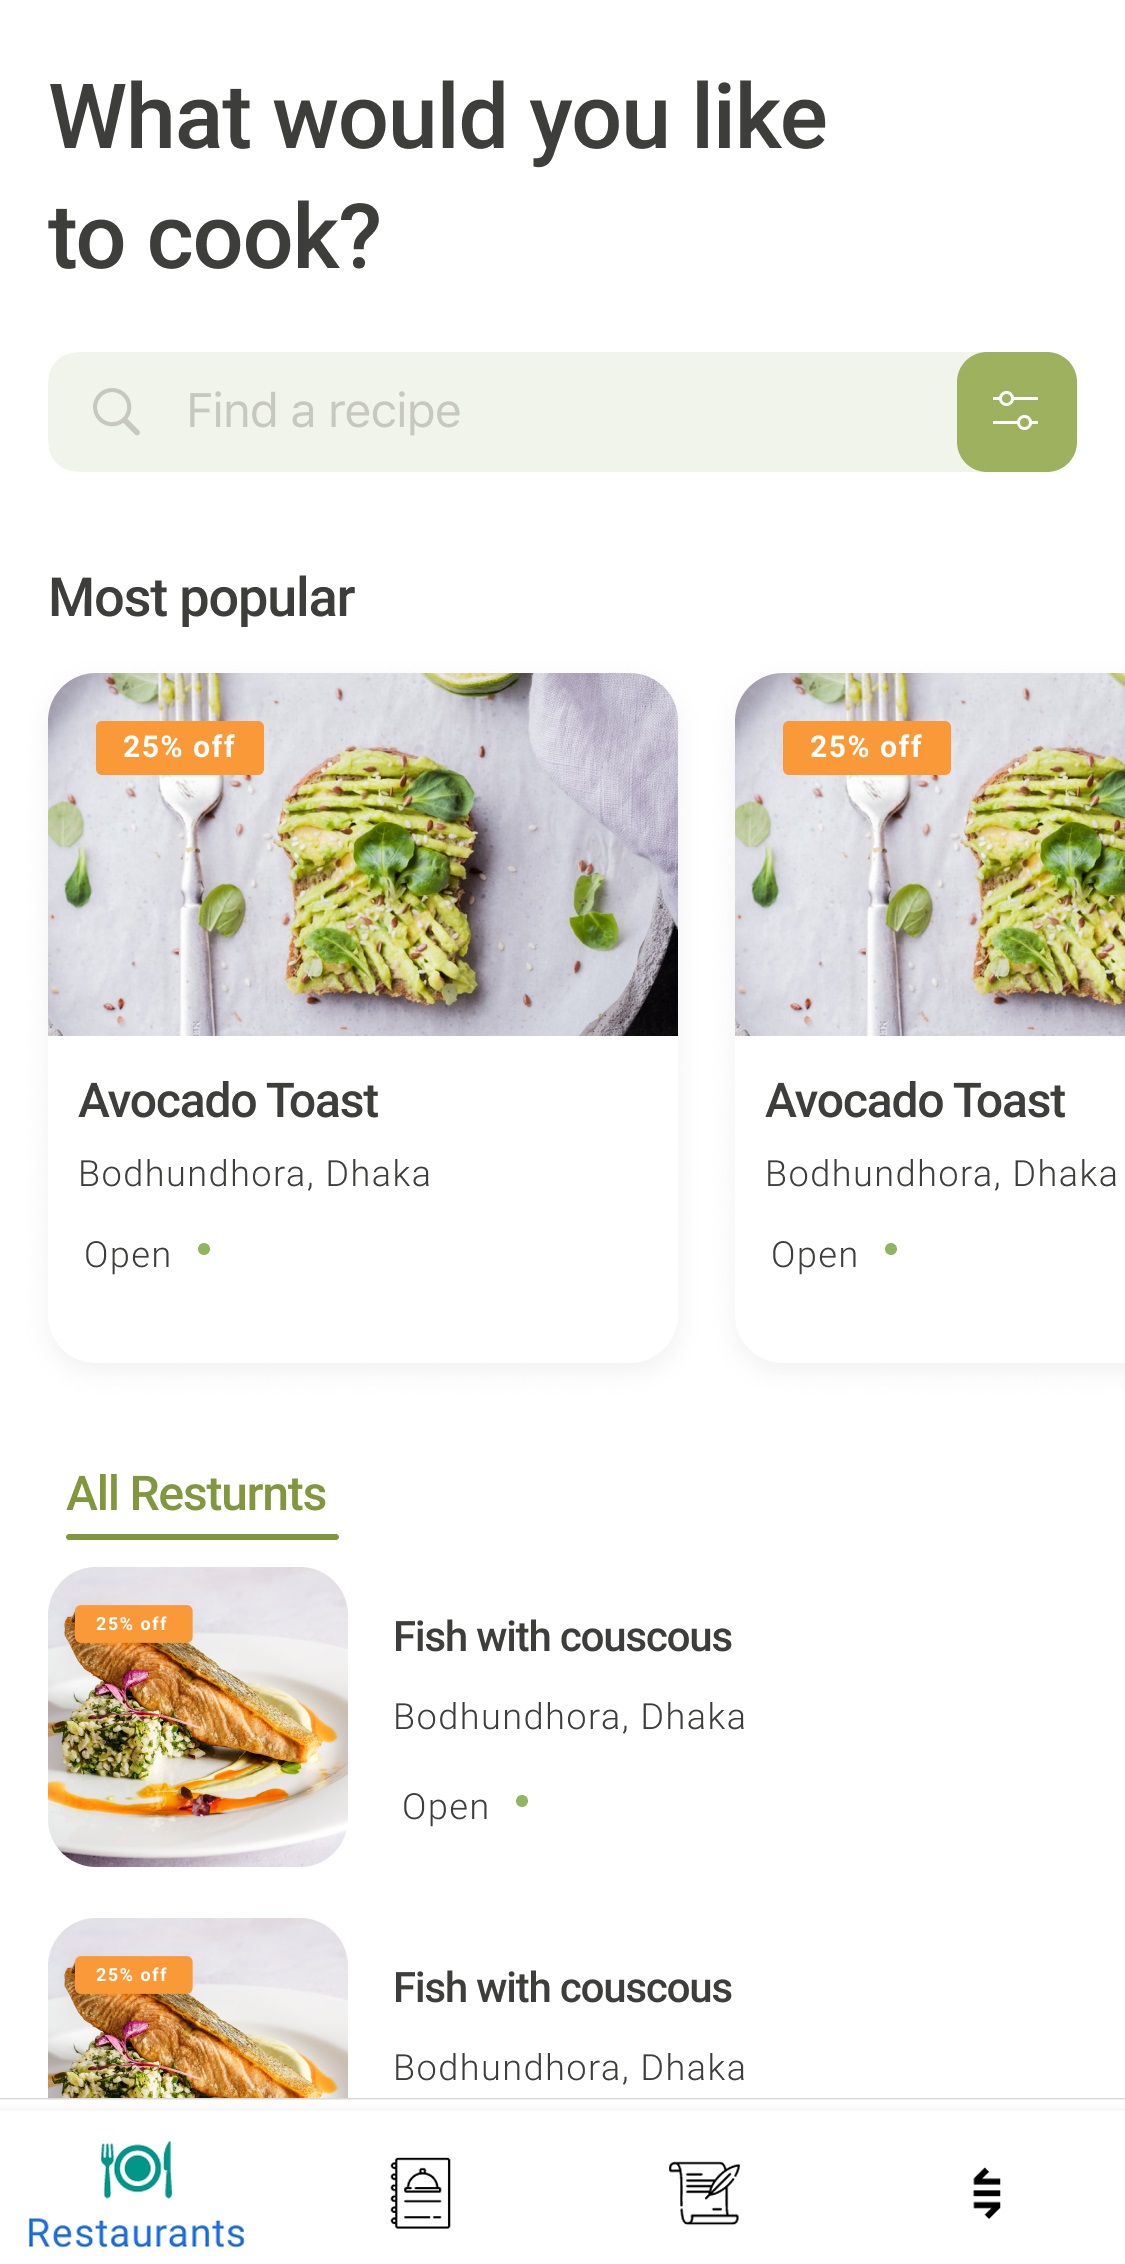 What would you like
to cook?
Find a recipe
Most popular
25% off
25% off
Avocado Toast
Avocado Toast
Bodhundhora, Dhaka
Bodhundhora, Dhaka
Open
Open
All Resturnts
25% off
Fish with couscous
Bodhundhora, Dhaka
Open
25% off
Fish with couscous
Bodhundhora, Dhaka
Restaurants